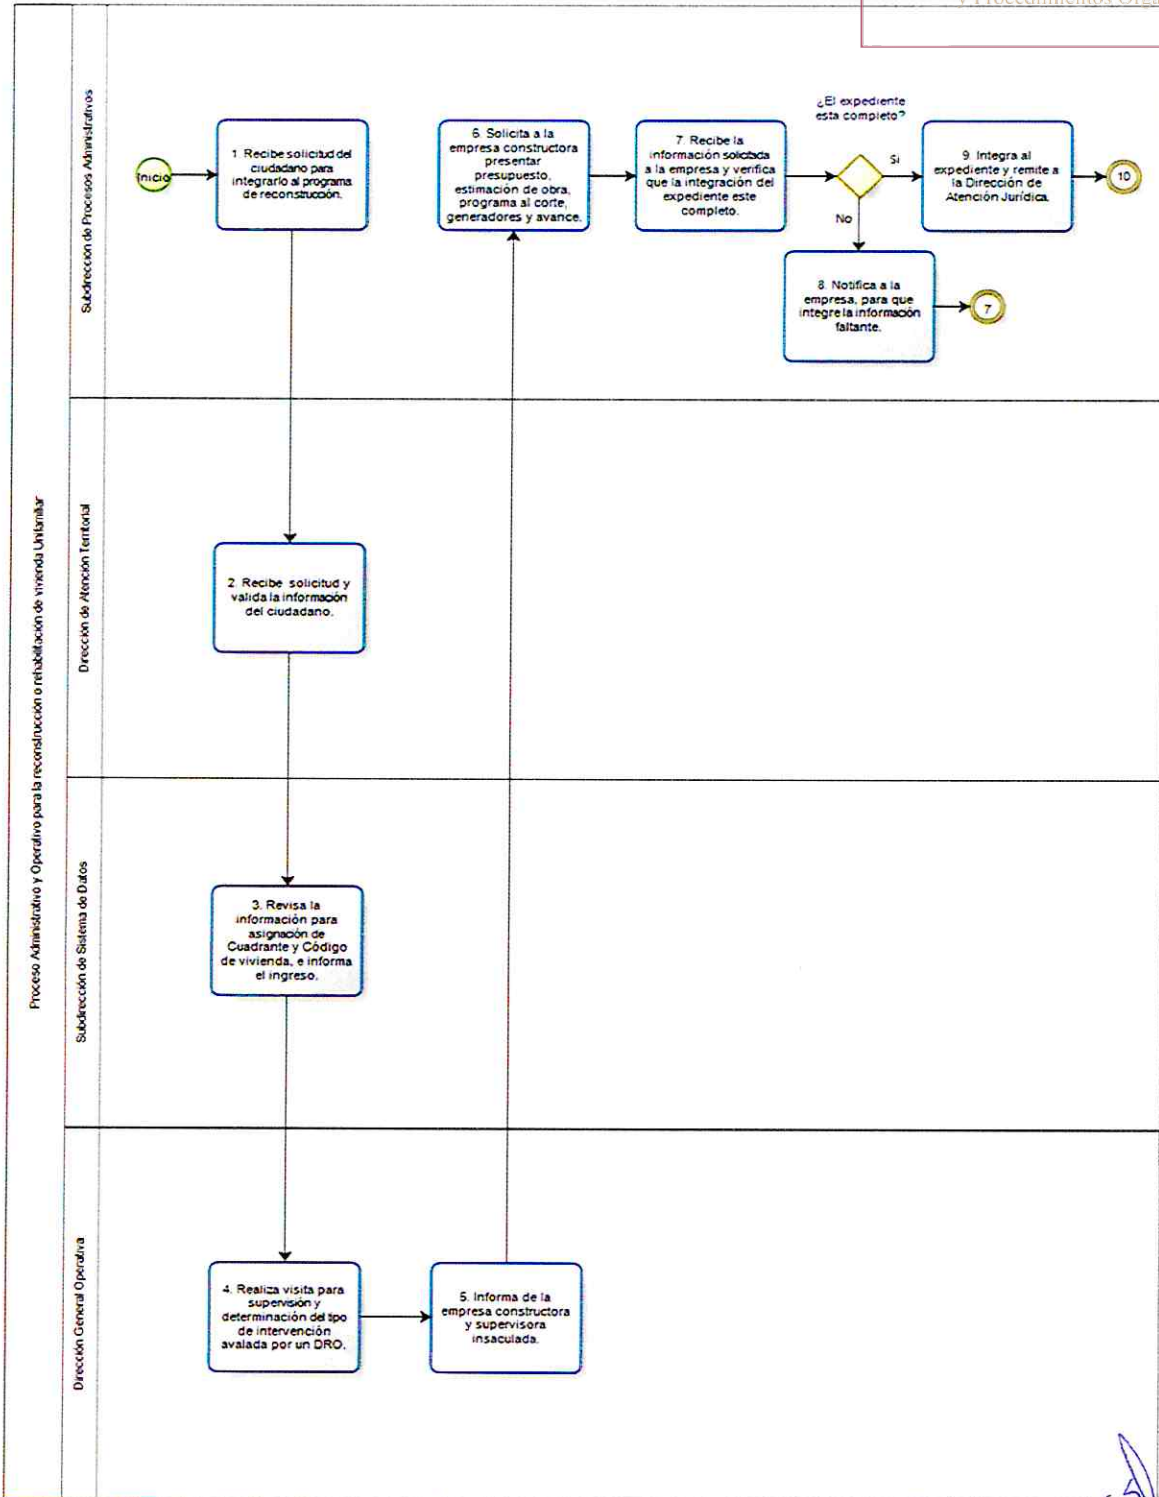 y Procedimientos Orga
Proceso Administrativo y Operativo para la reconstrucción o rehabilitación de vivienda Unifamiliar
Subdirección de Procesos Administrativos
Inicio
1. Recibe solicitud del
ciudadano para
integrarlo al programa
de reconstrucción.
6. Solicita a la
empresa constructora
presentar
presupuesto,
estimación de obra,
programa al corte,
generadores y avance.
7. Recibe la
información solicitada
a la empresa y verifica
que la integración del
expediente este
completo.
¿El expediente
esta completo?
Si
No
9. Integra al
expediente y remite a
la Dirección de
Atención Jurídica.
10
8. Notifica a la
empresa, para que
integre la información
faltante.
7
Dirección de Atención Territorial
2. Recibe solicitud y
valida la información
del ciudadano.
Subdirección de Sistema de Datos
3. Revisa la
información para
asignación de
Cuadrante y Código
de vivienda, e informa
el ingreso.
Dirección General Operativa
4. Realiza visita para
supervisión y
determinación del tipo
de intervención
avalada por un DRO.
5. Informa de la
empresa constructora
y supervisora
insaculada.